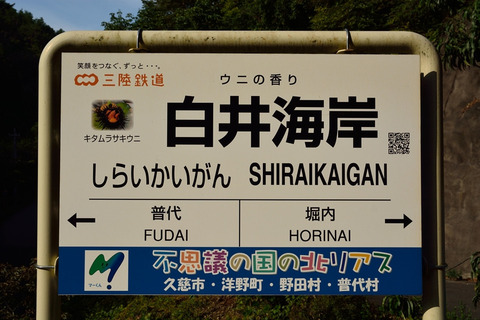 笑顔をつなぐ、ずっと・・・。
三陸鉄道
ウニの香り
白井海岸
キタムラサキウニ
しらいかいがん SHIRAIKAIGAN
普代 堀内
FUDAI HORINAI
不思議の国の北リアス
久慈市・洋野町・野田村・普代村